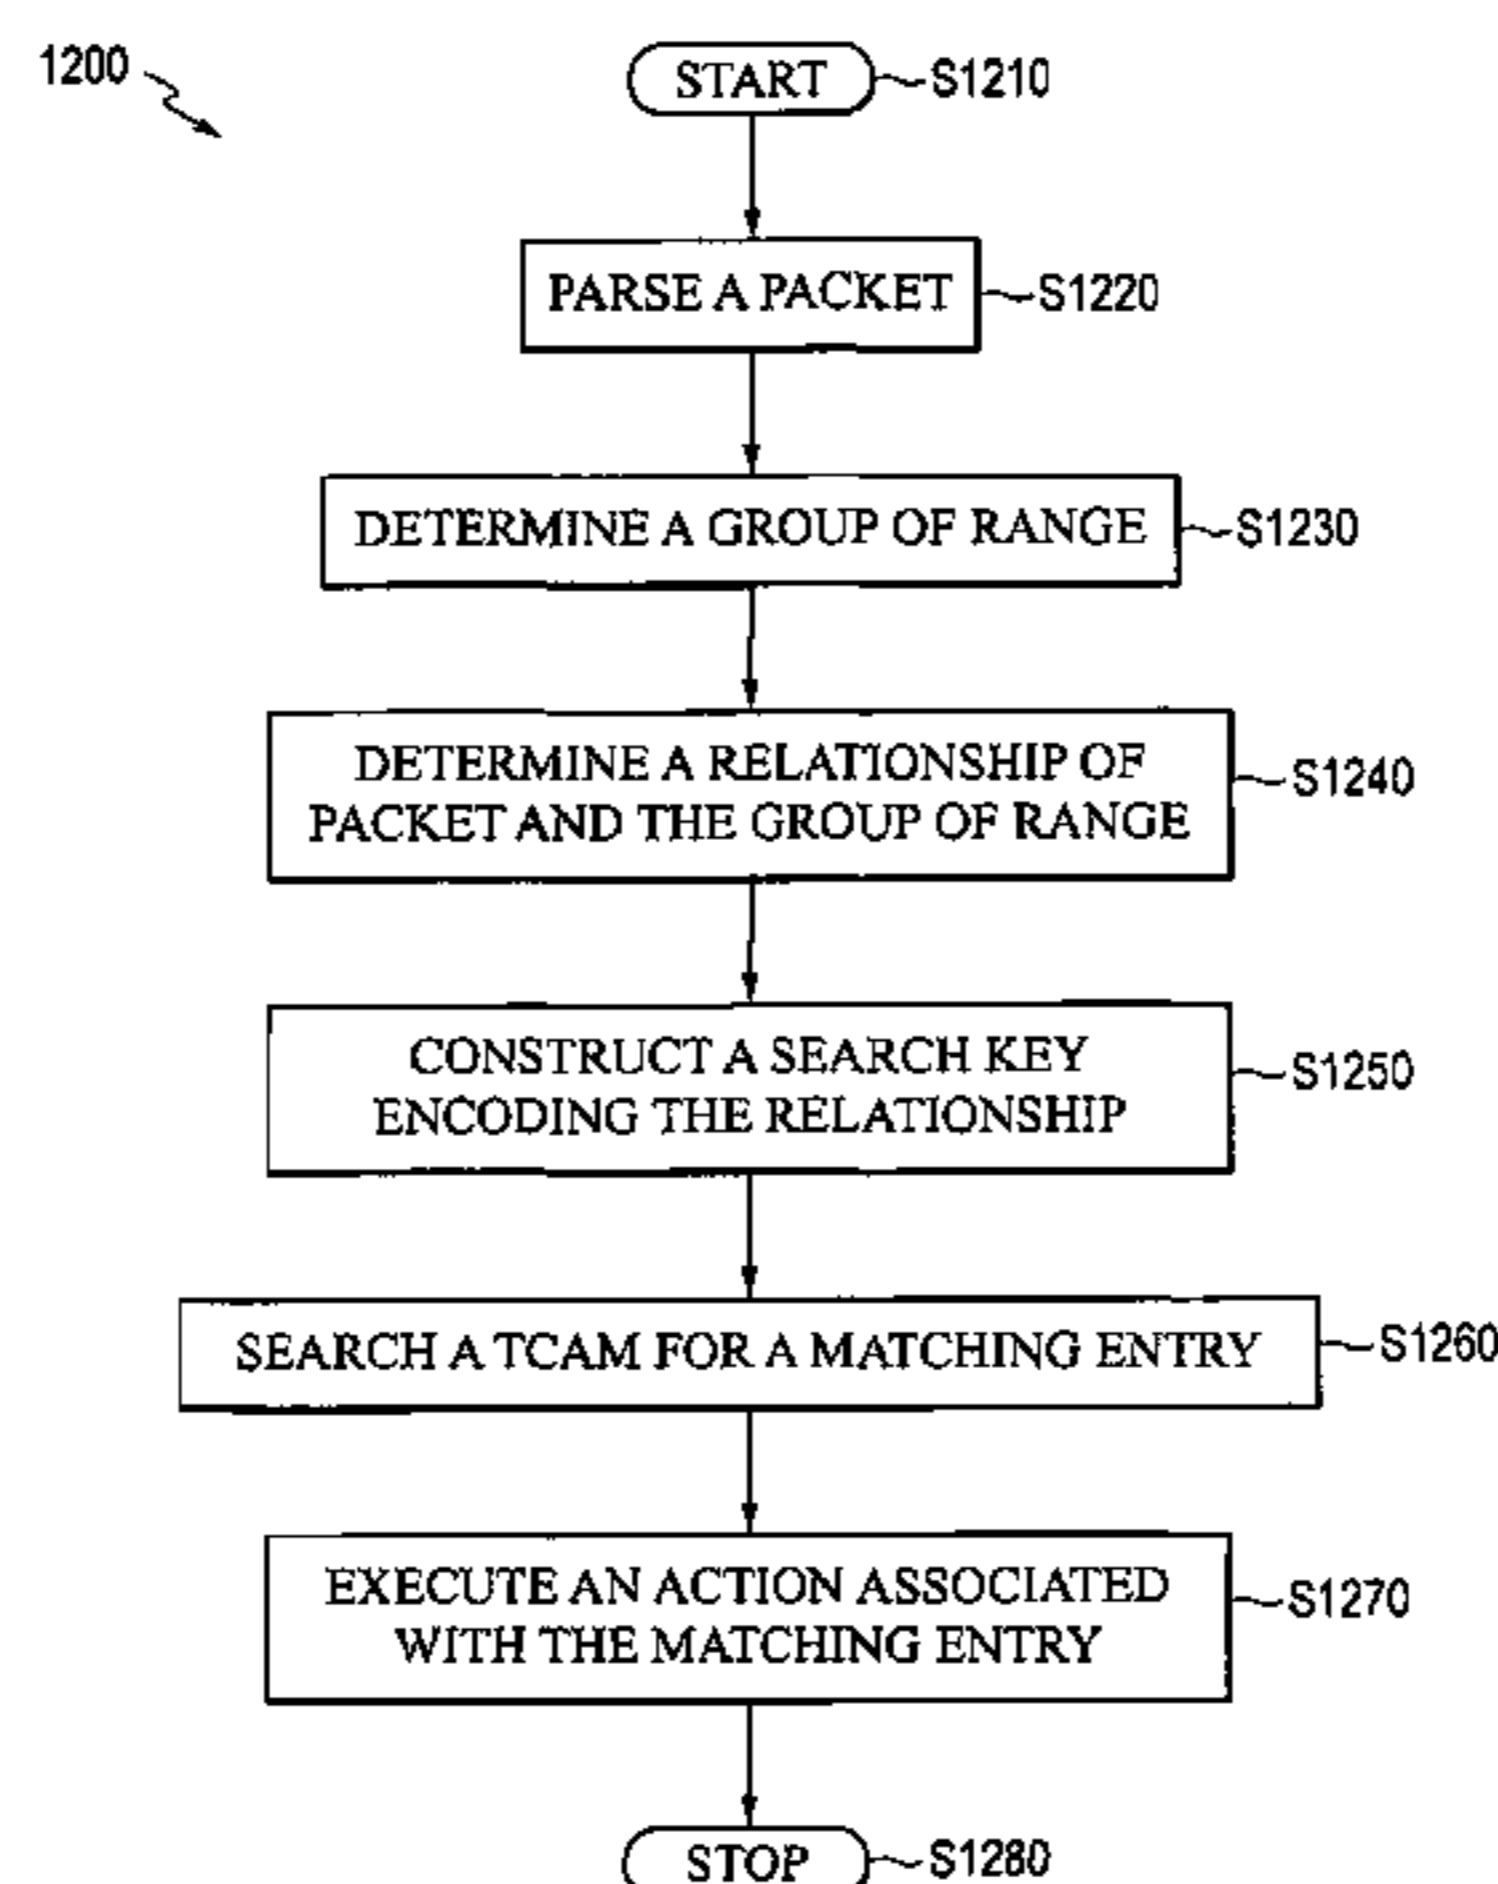 1200
START
S1210
PARSE A PACKET
S1220
DETERMINE A GROUP OF RANGE
S1230
DETERMINE A RELATIONSHIP OF
PACKET AND THE GROUP OF RANGE
S1240
CONSTRUCT A SEARCH KEY
ENCODING THE RELATIONSHIP
S1250
SEARCH A TCAM FOR A MATCHING ENTRY
S1260
EXECUTE AN ACTION ASSOCIATED
WITH THE MATCHING ENTRY
S1270
STOP
S1280